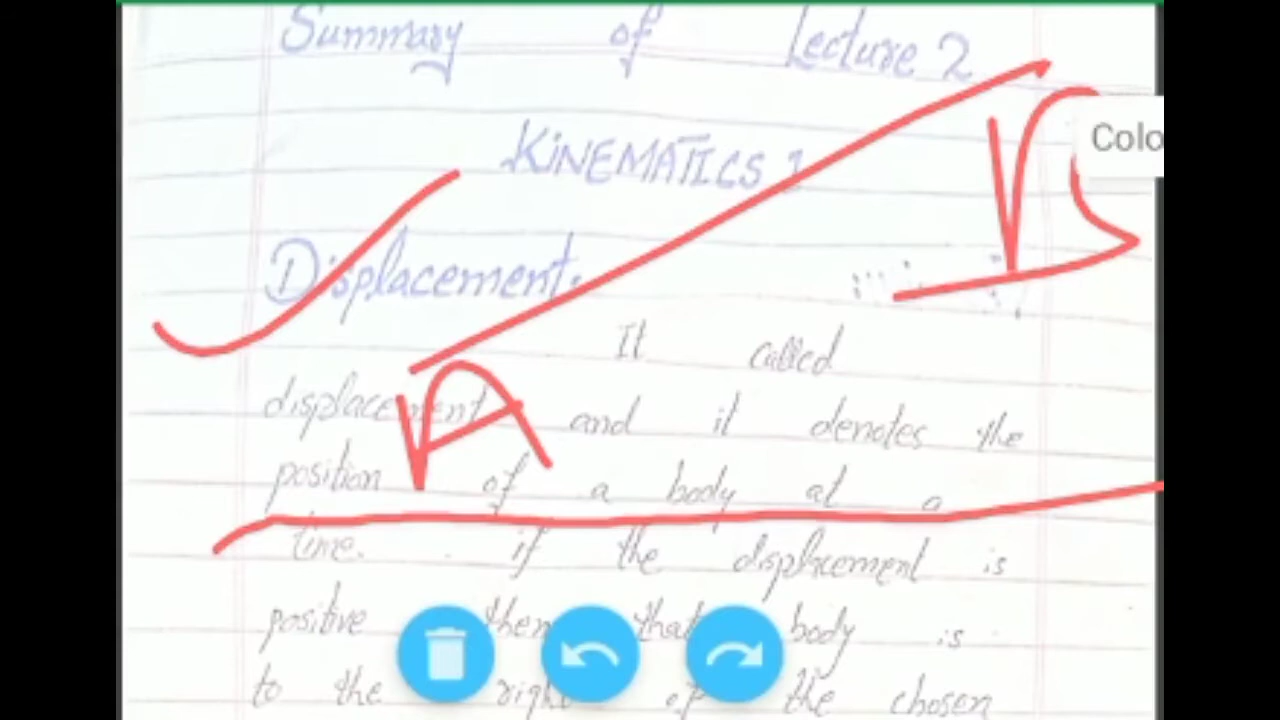 Summary of Lecture 2
KINEMATICS 1
Colo
Displacement:
It called
displacement and it denotes the
position of a body at a
time. if the displacement is
positive then that body is
to the right of the chosen
A
B